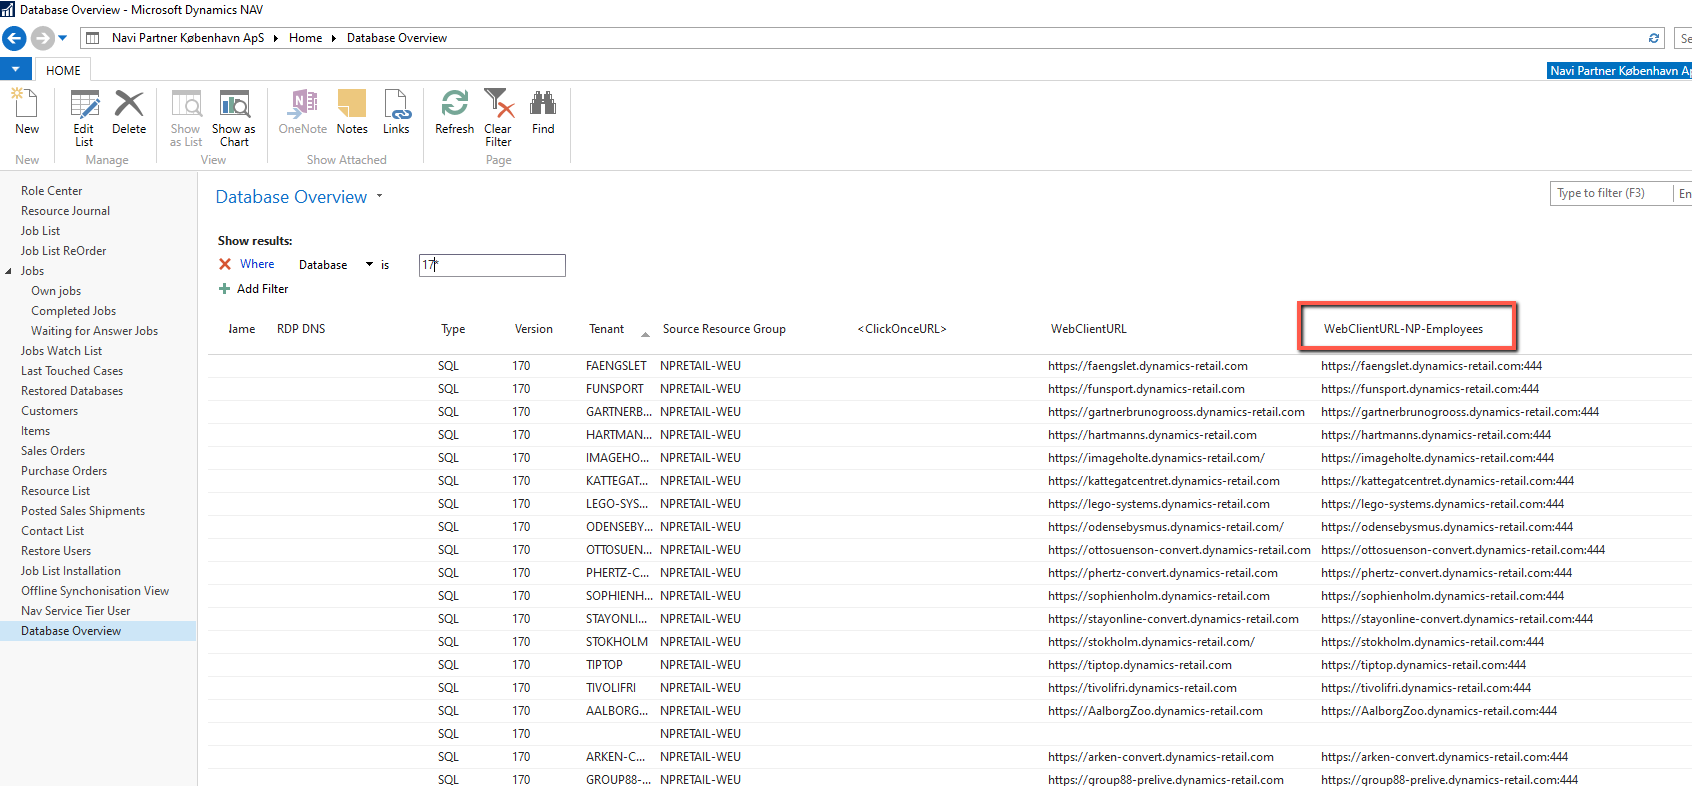 Database Overview - Microsoft Dynamics NAV
Navi Partner København ApS Home Database Overview
Se
HOME
Navi Partner København Ap
New Edit List Delete Show as List Show as Chart OneNote Notes Links Refresh Clear Filter Find
New Manage View Show Attached Page
Role Center
Resource Journal
Job List
Job List ReOrder
Jobs
Own jobs
Completed Jobs
Waiting for Answer Jobs
Jobs Watch List
Last Touched Cases
Restored Databases
Customers
Items
Sales Orders
Purchase Orders
Resource List
Posted Sales Shipments
Contact List
Restore Users
Job List Installation
Offline Synchonisation View
Nav Service Tier User
Database Overview
Database Overview
Type to filter (F3) En
Show results:
Where Database is 17*
Add Filter
Name RDP DNS Type Version Tenant Source Resource Group <ClickOnceURL> WebClientURL WebClientURL-NP-Employees
SQL 170 FAENGSLET NPRETAIL-WEU https://faengslet.dynamics-retail.com https://faengslet.dynamics-retail.com:444
SQL 170 FUNSPORT NPRETAIL-WEU https://funsport.dynamics-retail.com https://funsport.dynamics-retail.com:444
SQL 170 GARTNERB... NPRETAIL-WEU https://gartnerbrunogrooss.dynamics-retail.com https://gartnerbrunogrooss.dynamics-retail.com:444
SQL 170 HARTMAN... NPRETAIL-WEU https://hartmanns.dynamics-retail.com https://hartmanns.dynamics-retail.com:444
SQL 170 IMAGEHO... NPRETAIL-WEU https://imageholte.dynamics-retail.com/ https://imageholte.dynamics-retail.com:444
SQL 170 KATTEGAT... NPRETAIL-WEU https://kattegatcentret.dynamics-retail.com https://kattegatcentret.dynamics-retail.com:444
SQL 170 LEGO-SYS... NPRETAIL-WEU https://lego-systems.dynamics-retail.com https://lego-systems.dynamics-retail.com:444
SQL 170 ODENSEBY... NPRETAIL-WEU https://odensebysmus.dynamics-retail.com/ https://odensebysmus.dynamics-retail.com:444
SQL 170 OTTOSUEN... NPRETAIL-WEU https://ottosuenson-convert.dynamics-retail.com https://ottosuenson-convert.dynamics-retail.com:444
SQL 170 PHERTZ-C... NPRETAIL-WEU https://phertz-convert.dynamics-retail.com https://phertz-convert.dynamics-retail.com:444
SQL 170 SOPHIENH... NPRETAIL-WEU https://sophienholm.dynamics-retail.com https://sophienholm.dynamics-retail.com:444
SQL 170 STAYONLI... NPRETAIL-WEU https://stayonline-convert.dynamics-retail.com https://stayonline-convert.dynamics-retail.com:444
SQL 170 STOKHOLM NPRETAIL-WEU https://stokholm.dynamics-retail.com/ https://stokholm.dynamics-retail.com:444
SQL 170 TIPTOP NPRETAIL-WEU https://tiptop.dynamics-retail.com https://tiptop.dynamics-retail.com:444
SQL 170 TIVOLIFRI NPRETAIL-WEU https://tivolifri.dynamics-retail.com https://tivolifri.dynamics-retail.com:444
SQL 170 AALBORG... NPRETAIL-WEU https://AalborgZoo.dynamics-retail.com https://AalborgZoo.dynamics-retail.com:444
SQL 170 NPRETAIL-WEU
SQL 170 ARKEN-C... NPRETAIL-WEU https://arken-convert.dynamics-retail.com https://arken-convert.dynamics-retail.com:444
SQL 170 GROUP88-... NPRETAIL-WEU https://group88-prelive.dynamics-retail.com https://group88-prelive.dynamics-retail.com:444